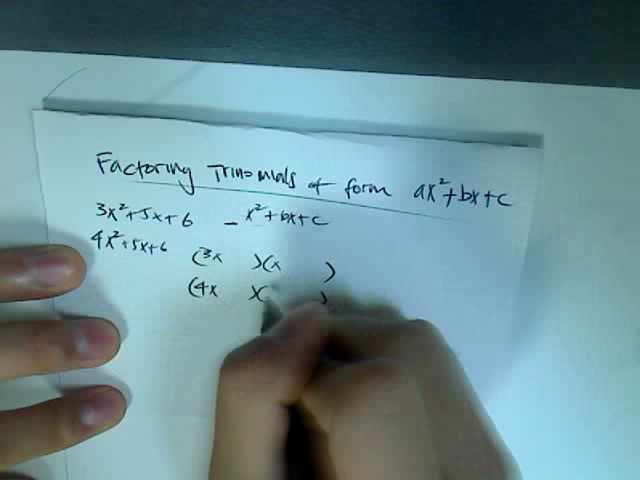 Factoring Trinomials of form ax²+bx+c
3x²+5x+6 _ x²+bx+c
4x²+5x+6 (3x )(x )
(4x )( )